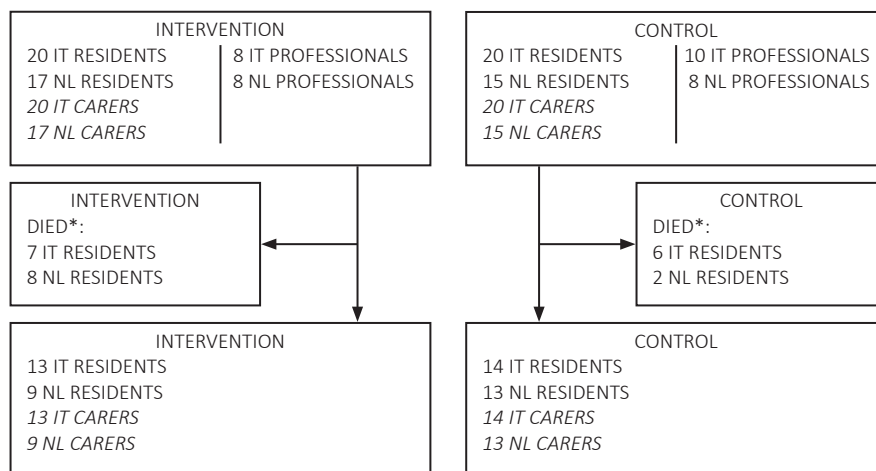 INTERVENTION
20 IT RESIDENTS
17 NL RESIDENTS
20 IT CARERS
17 NL CARERS
8 IT PROFESSIONALS
8 NL PROFESSIONALS
CONTROL
20 IT RESIDENTS
15 NL RESIDENTS
20 IT CARERS
15 NL CARERS
10 IT PROFESSIONALS
8 NL PROFESSIONALS
INTERVENTION
DIED*:
7 IT RESIDENTS
8 NL RESIDENTS
CONTROL
DIED*:
6 IT RESIDENTS
2 NL RESIDENTS
INTERVENTION
13 IT RESIDENTS
9 NL RESIDENTS
13 IT CARERS
9 NL CARERS
CONTROL
14 IT RESIDENTS
13 NL RESIDENTS
14 IT CARERS
13 NL CARERS